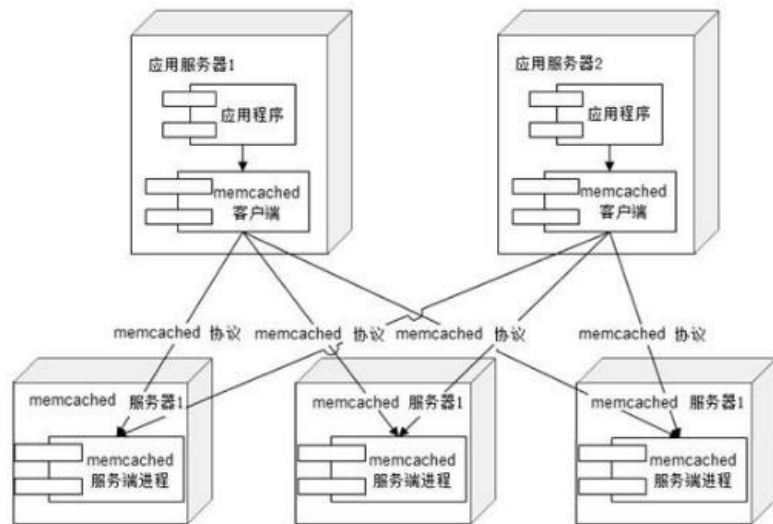 应用服务器1
应用程序
memcached
客户端
应用服务器2
应用程序
memcached
客户端
memcached 协议
memcached 协议
memcached 协议
memcached 协议
memcached 服务器1
memcached
服务端进程
memcached 服务器1
memcached
服务端进程
memcached 服务器1
memcached
服务端进程